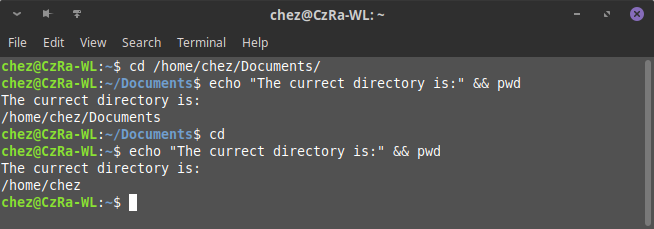 chez@CzRa-WL: ~
File Edit View Search Terminal Help
chez@CzRa-WL:~$ cd /home/chez/Documents/
chez@CzRa-WL:~/Documents$ echo "The currect directory is:" && pwd
The currect directory is:
/home/chez/Documents
chez@CzRa-WL:~/Documents$ cd
chez@CzRa-WL:~$ echo "The currect directory is:" && pwd
The currect directory is:
/home/chez
chez@CzRa-WL:~$